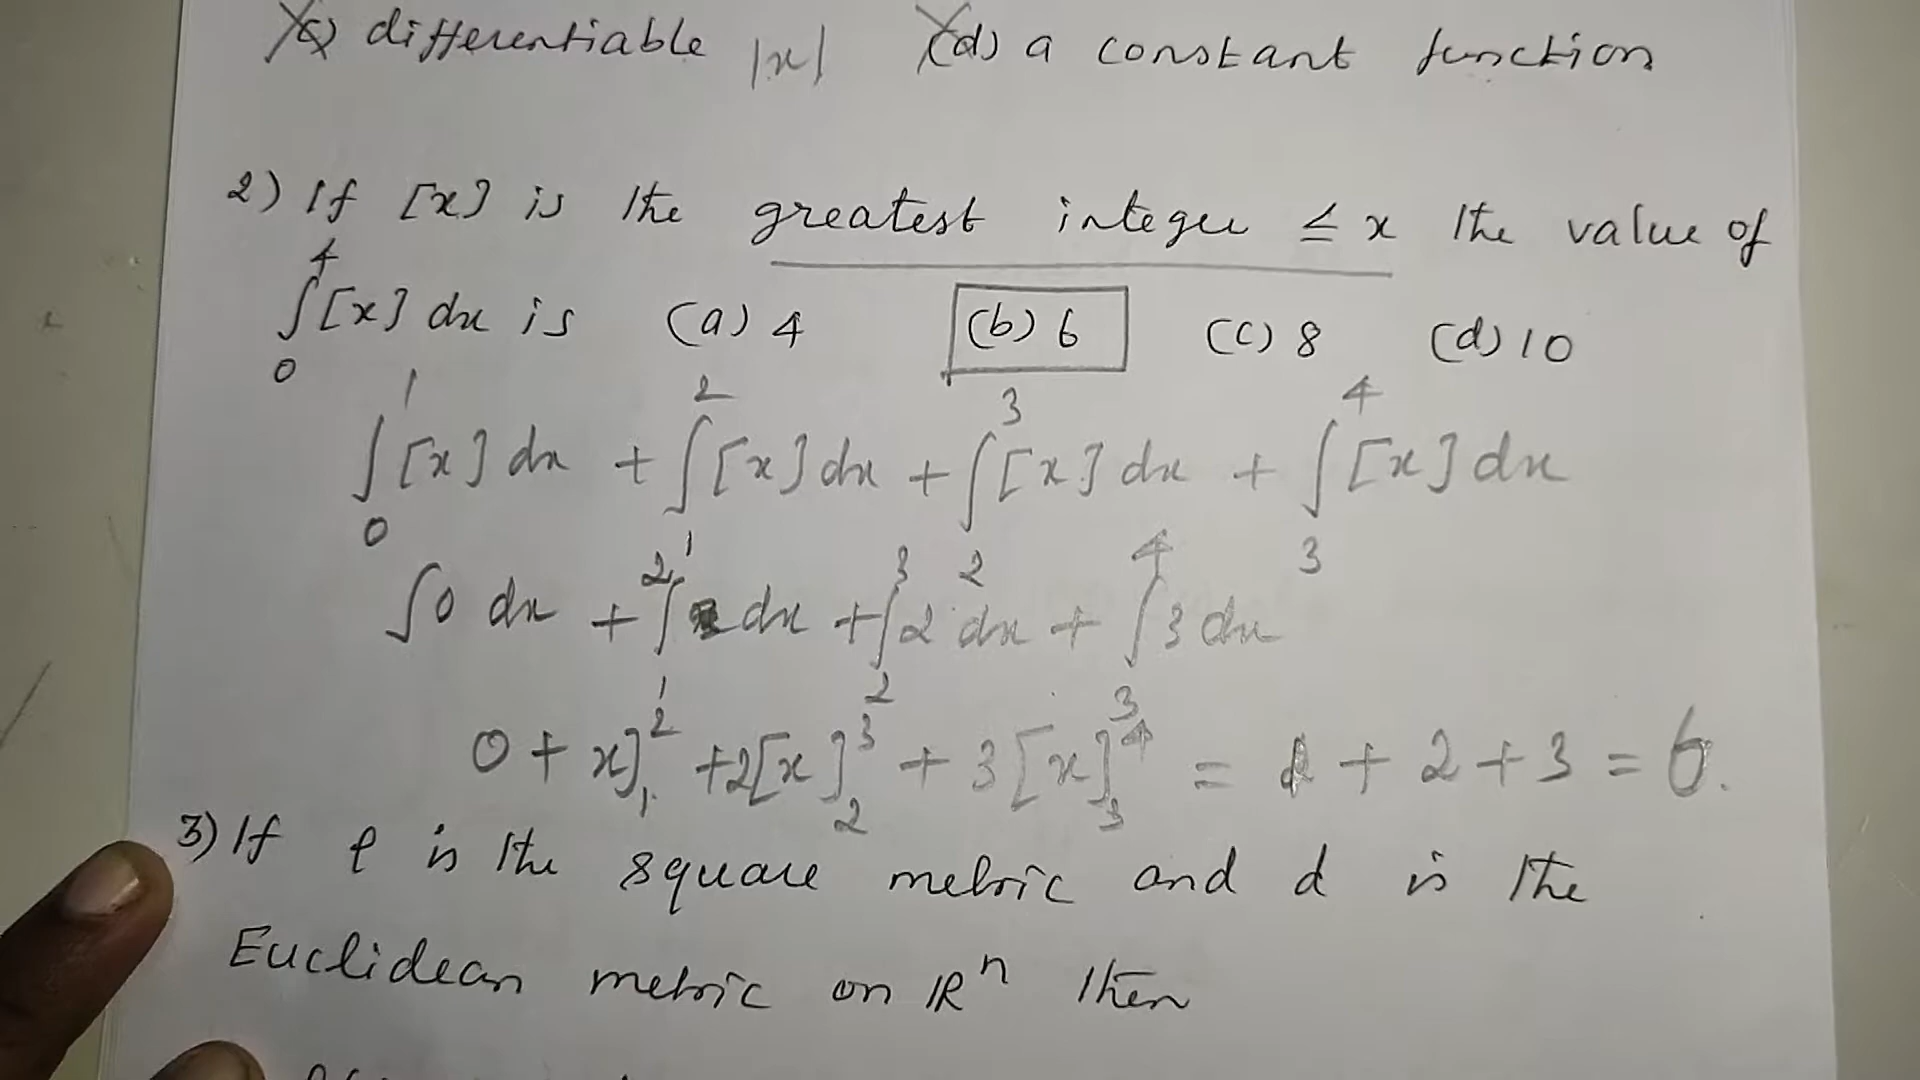 (c) differentiable |x| (d) a constant function
2) If [x] is the greatest integer ≤ x the value of
∫₀⁴ [x] dx is (a) 4 (b) 6 (c) 8 (d) 10
∫₀¹ [x] dx + ∫₁² [x] dx + ∫₂³ [x] dx + ∫₃⁴ [x] dx
∫0 dx + ∫₁² dx + ∫₂³ 2 dx + ∫₃⁴ 3 dx
0 + x]₁² + 2[x]₂³ + 3[x]₃⁴ = 1 + 2 + 3 = 6.
3) If ρ is the square metric and d is the
Euclidean metric on ℝⁿ then